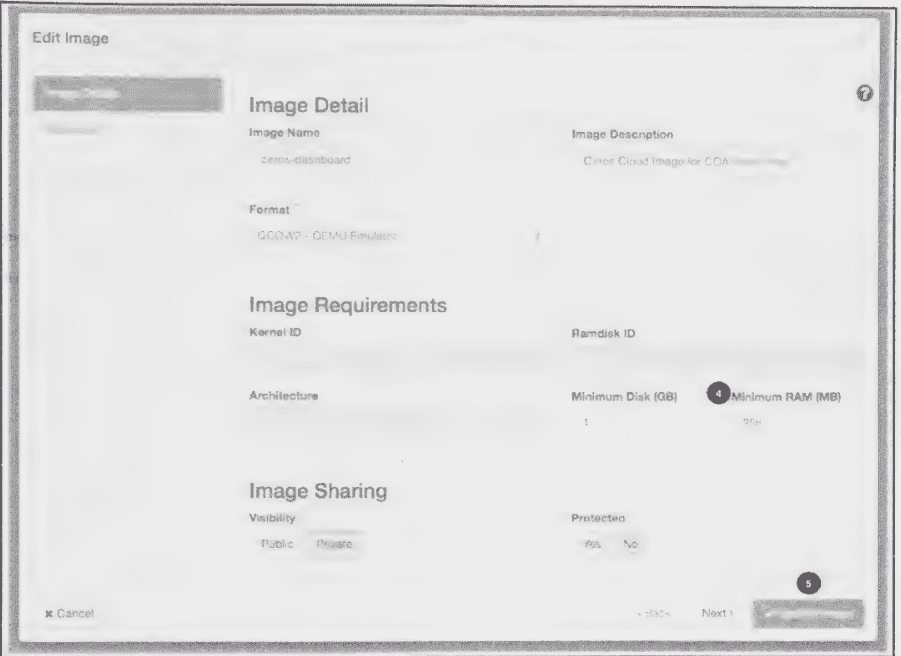 Edit Image
Image Detail
Image Name
Image Description
cirros-dashboard
Cirros Cloud Image for COA
Format
QCOW2 - QEMU Emulator
Image Requirements
Kernel ID
Ramdisk ID
Architecture
Minimum Disk (GB)
4
Minimum RAM (MB)
1
256
Image Sharing
Visibility
Protected
Public
Private
Yes
No
5
× Cancel
‹ Back
Next ›